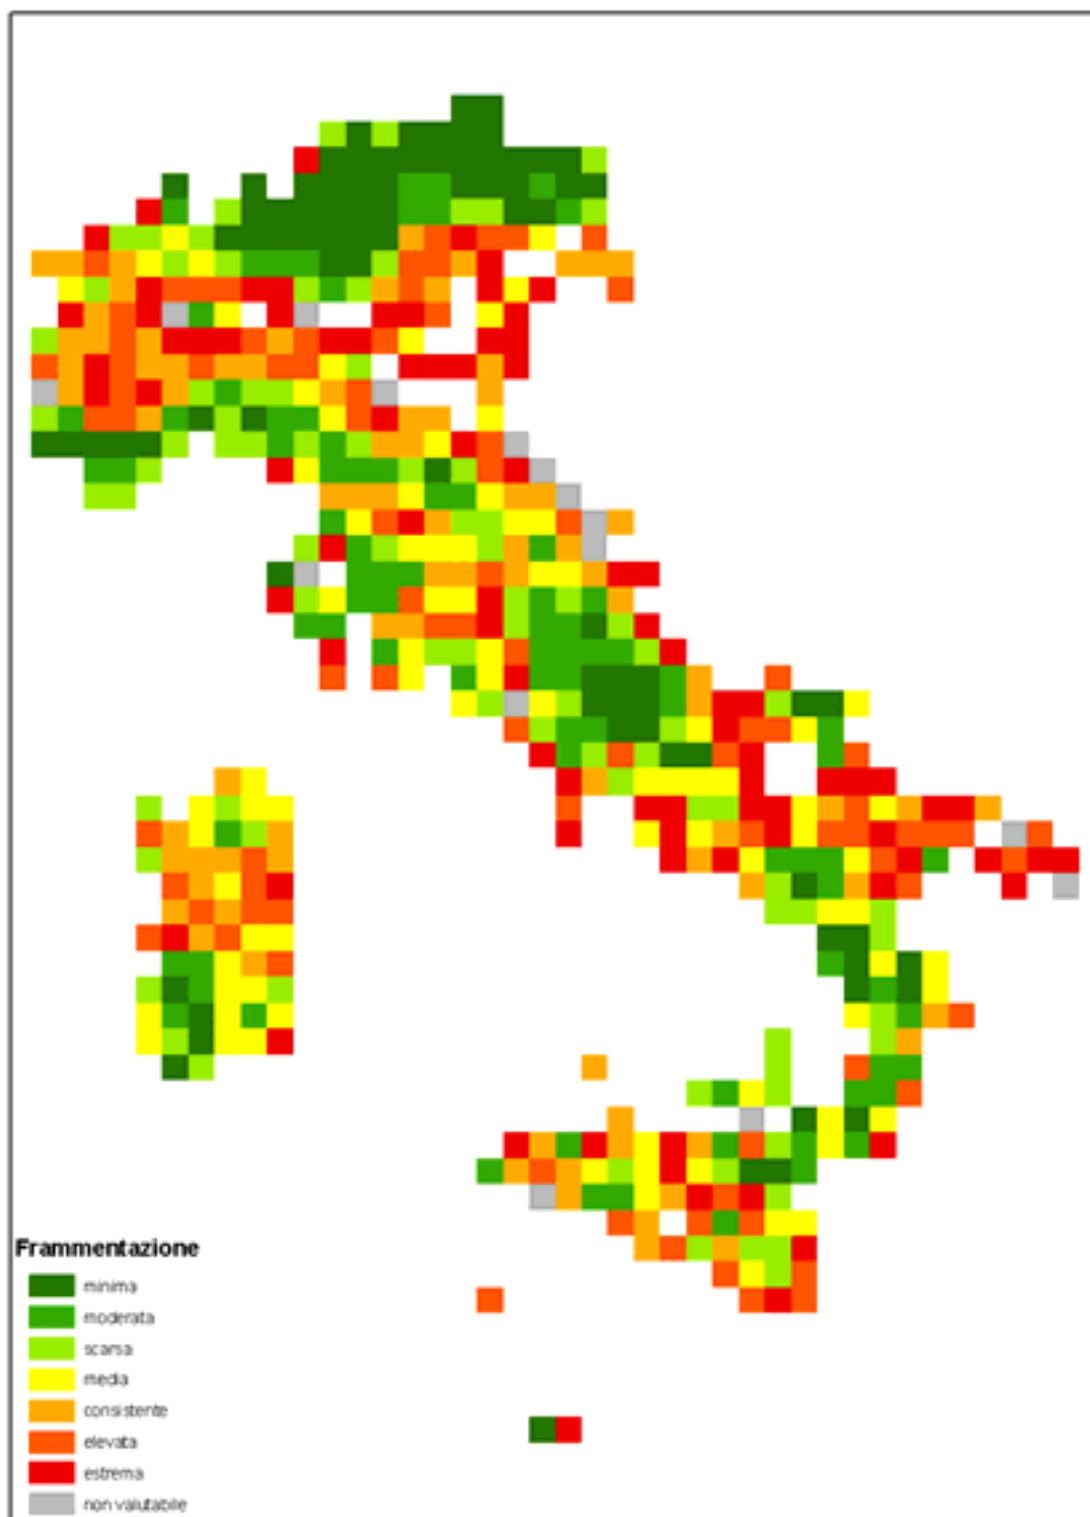 Frammentazione
minima
moderata
scarsa
media
consistente
elevata
estrema
non valutabile